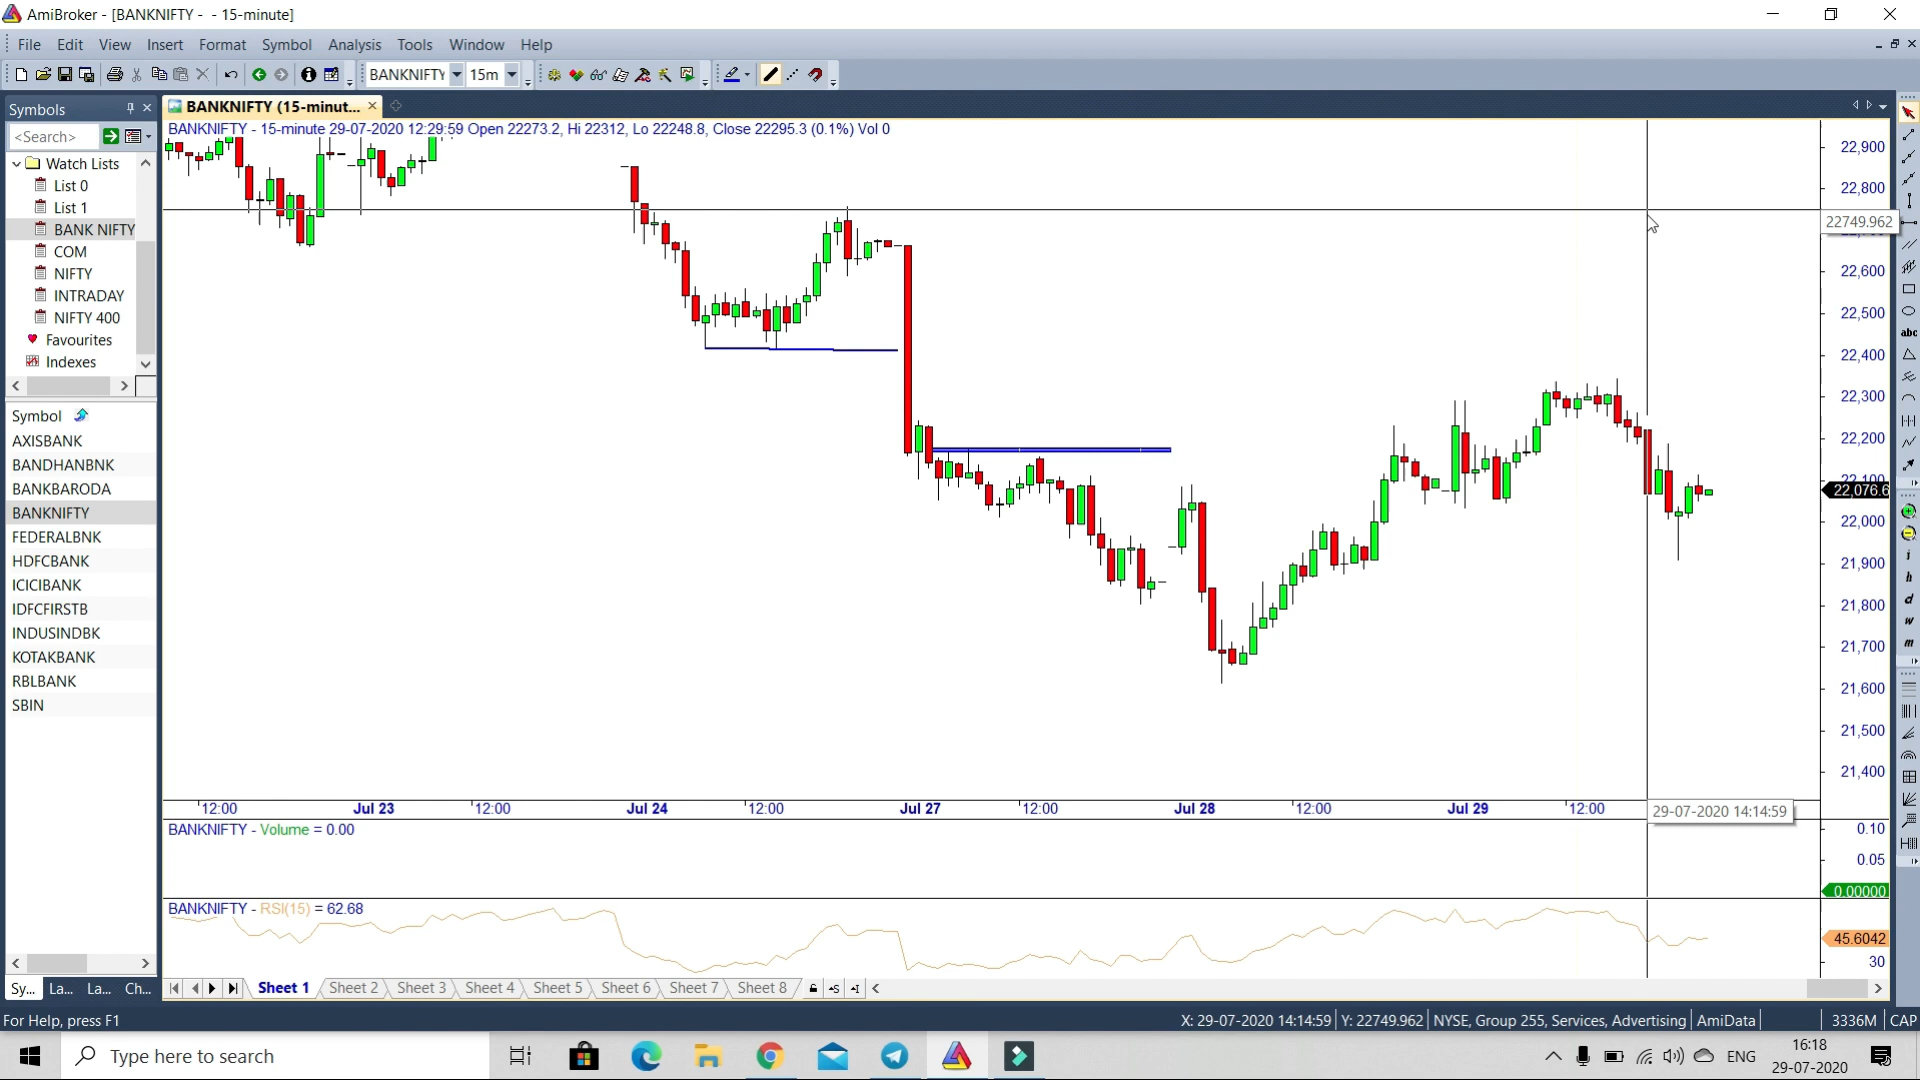 AmiBroker - [BANKNIFTY - - 15-minute]
File Edit View Insert Format Symbol Analysis Tools Window Help
BANKNIFTY 15m
Symbols
BANKNIFTY (15-minut...
<Search>
BANKNIFTY - 15-minute 29-07-2020 12:29:59 Open 22273.2, Hi 22312, Lo 22248.8, Close 22295.3 (0.1%) Vol 0
Watch Lists
List 0
List 1
BANK NIFTY
COM
NIFTY
INTRADAY
NIFTY 400
Favourites
Indexes
Symbol
AXISBANK
BANDHANBNK
BANKBARODA
BANKNIFTY
FEDERALBNK
HDFCBANK
ICICIBANK
IDFCFIRSTB
INDUSINDBK
KOTAKBANK
RBLBANK
SBIN
22,900
22,800
22749.962
22,600
22,500
22,400
22,300
22,200
22,100
22,076.6
22,000
21,900
21,800
21,700
21,600
21,500
21,400
abc
i
h
d
w
m
12:00 Jul 23 12:00 Jul 24 12:00 Jul 27 12:00 Jul 28 12:00 Jul 29 12:00
29-07-2020 14:14:59
BANKNIFTY - Volume = 0.00
0.10
0.05
0.00000
BANKNIFTY - RSI(15) = 62.68
45.6042
30
Sy... La... La... Ch...
Sheet 1 Sheet 2 Sheet 3 Sheet 4 Sheet 5 Sheet 6 Sheet 7 Sheet 8
For Help, press F1
X: 29-07-2020 14:14:59 Y: 22749.962 NYSE, Group 255, Services, Advertising AmiData 3336M CAP
Type here to search
ENG
16:18
29-07-2020